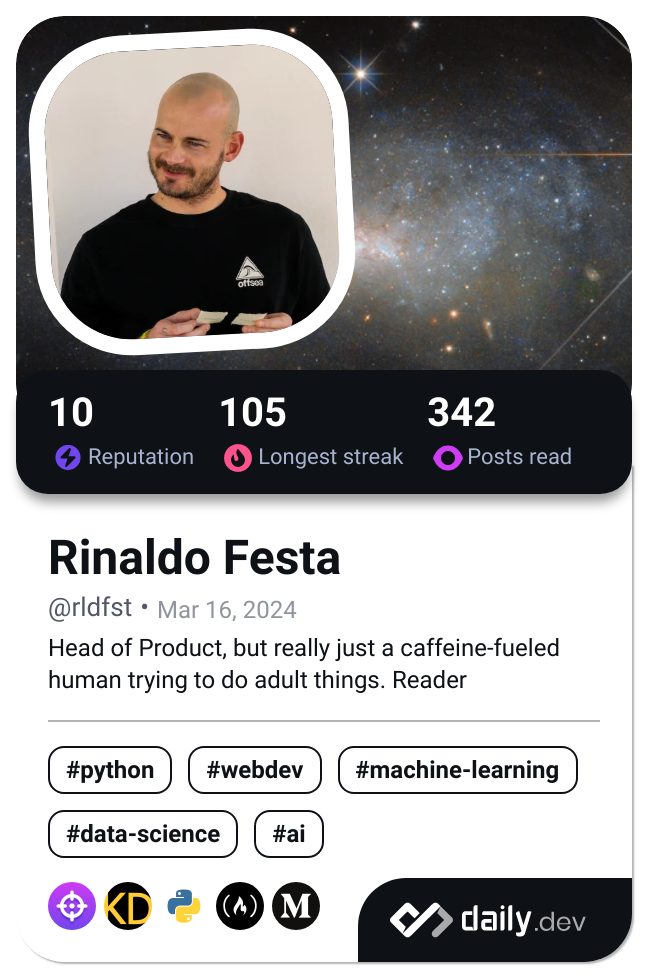 offsea
10
105
342
Reputation
Longest streak
Posts read
Rinaldo Festa
@rldfst • Mar 16, 2024
Head of Product, but really just a caffeine-fueled
human trying to do adult things. Reader
#python
#webdev
#machine-learning
#data-science
#ai
KD
M
daily.dev